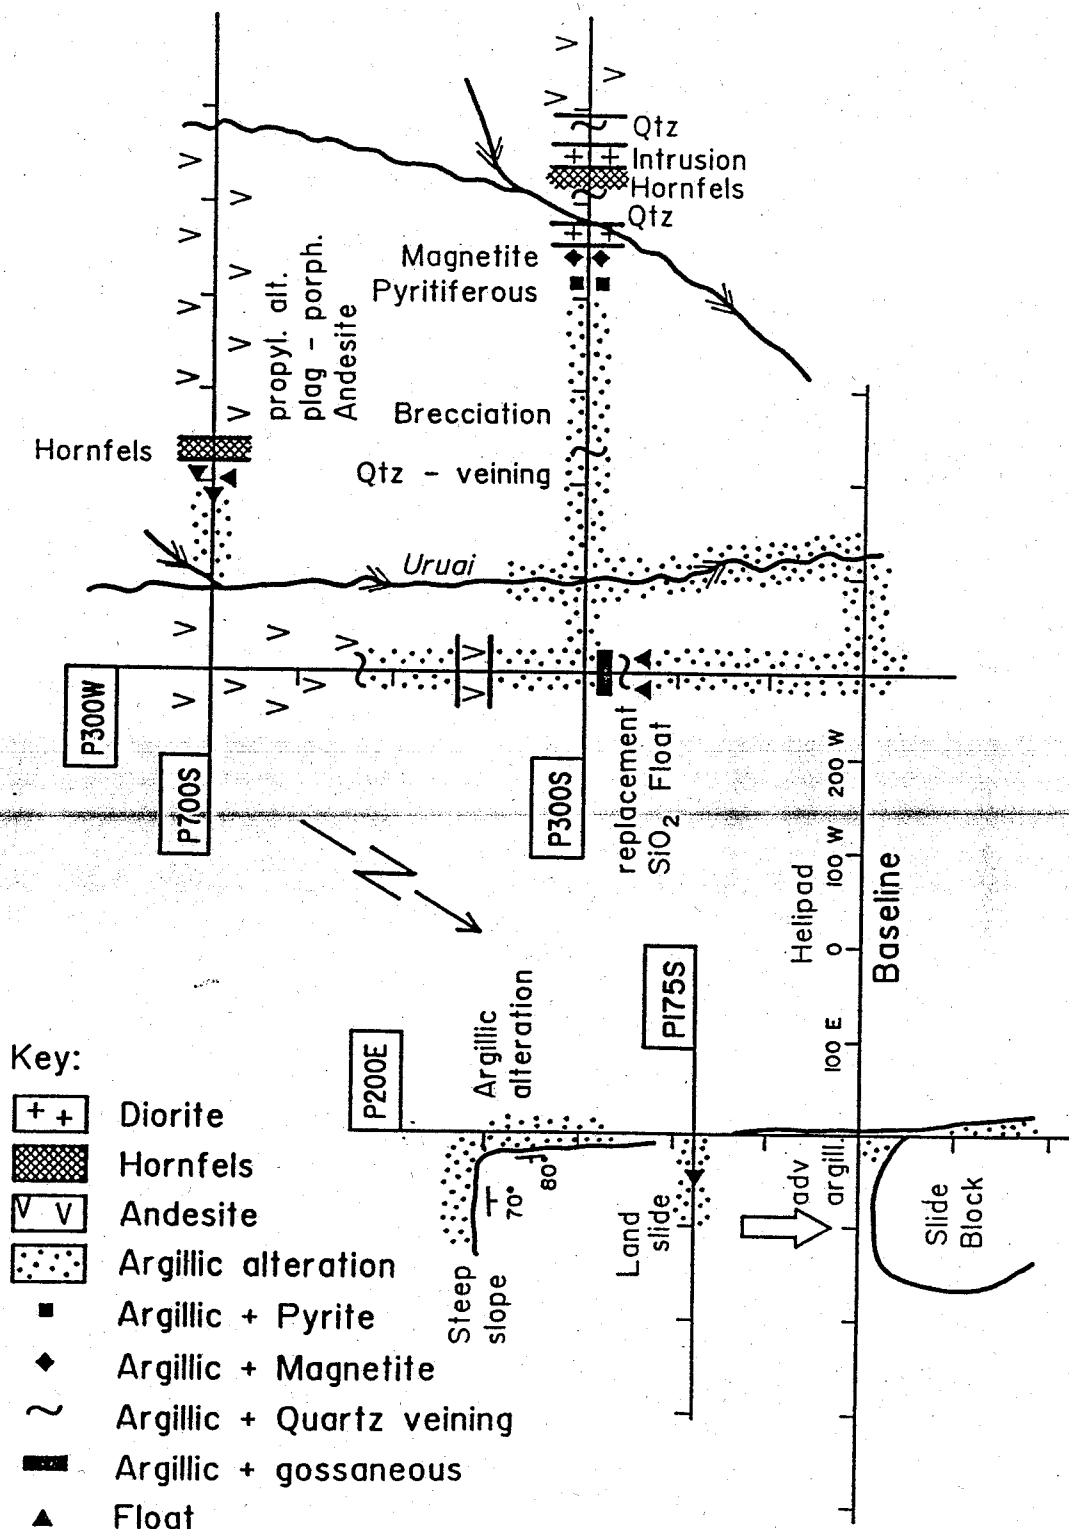 Qtz
Intrusion
Hornfels
Qtz
Magnetite
Pyritiferous
propyl. alt.
plag - porph.
Andesite
Brecciation
Hornfels
Qtz - veining
Uruai
P300W
P700S
P300S
replacement
SiO2 Float
200 W
100 W
Helipad
0
Baseline
100 E
P175S
Argillic
alteration
P200E
80°
70°
adv
argill.
Land
slide
Slide
Block
Steep
slope
Key:
+ + Diorite
Hornfels
V V Andesite
Argillic alteration
Argillic + Pyrite
Argillic + Magnetite
~ Argillic + Quartz veining
Argillic + gossaneous
Float